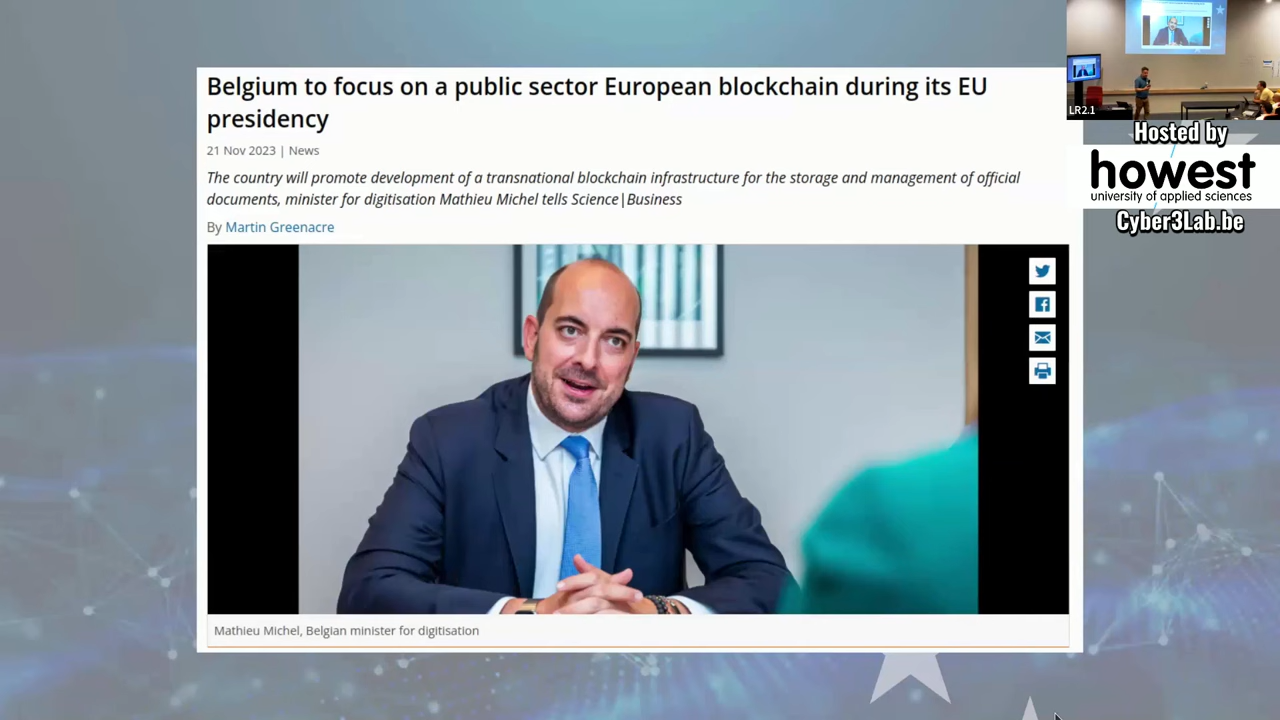 Belgium to focus on a public sector European blockchain during its EU
presidency
21 Nov 2023 | News
The country will promote development of a transnational blockchain infrastructure for the storage and management of official
documents, minister for digitisation Mathieu Michel tells Science|Business
By Martin Greenacre
Mathieu Michel, Belgian minister for digitisation
LR2.1
Hosted by
howest
university of applied sciences
Cyber3Lab.be